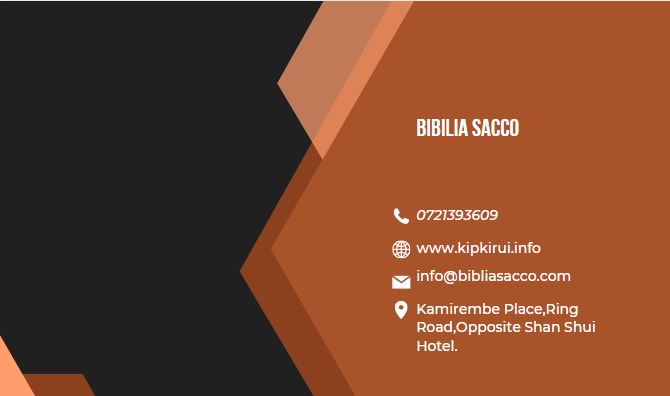 BIBILIA SACCO
0721393609
www.kipkirui.info
info@bibliasacco.com
Kamirembe Place,Ring
Road,Opposite Shan Shui
Hotel.